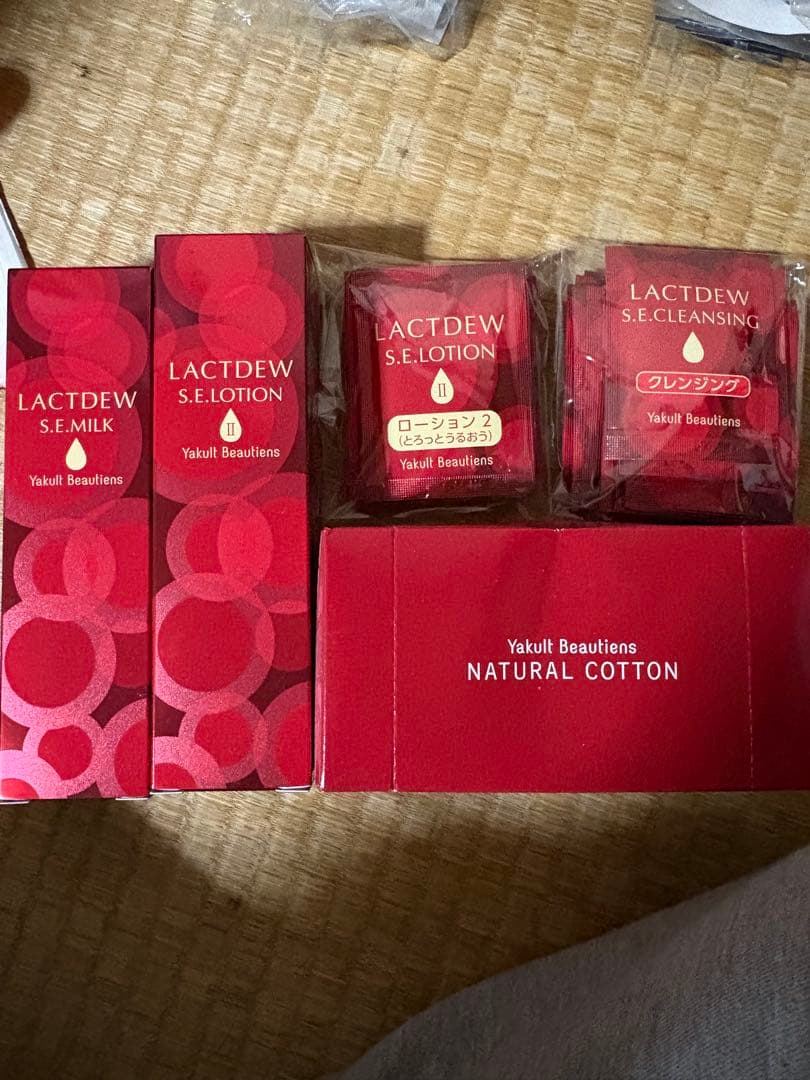 LACTDEW
S.E.MILK
Yakult Beautiens
LACTDEW
S.E.LOTION
II
Yakult Beautiens
LACTDEW
S.E.LOTION
II
ローション 2
(とろっとうるおう)
Yakult Beautiens
LACTDEW
S.E.CLEANSING
クレンジング
Yakult Beautiens
Yakult Beautiens
NATURAL COTTON